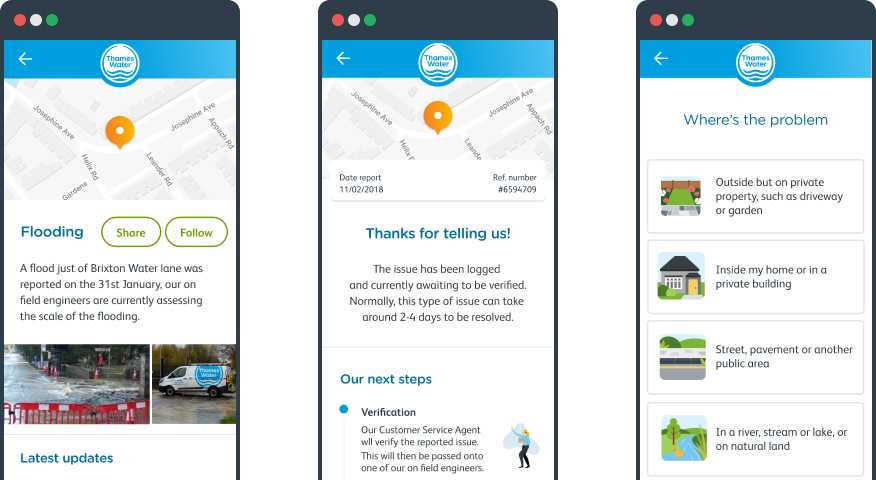 Thames
Water
Josephine Ave
Josephine Ave
Appach Rd
Helix Rd
Leander Rd
Gardens
Flooding
Share
Follow
A flood just of Brixton Water lane was
reported on the 31st January, our on
field engineers are currently assessing
the scale of the flooding.
Thames
Water
Latest updates
Thames
Water
Josephine Ave
Josephine Ave
Appach Rd
Helix
Leander
Date report
Ref. number
11/02/2018
#6594709
Thanks for telling us!
The issue has been logged
and currently awaiting to be verified.
Normally, this type of issue can take
around 2-4 days to be resolved.
Our next steps
Verification
Our Customer Service Agent
wll verify the reported issue.
This will then be passed onto
one of our on field engineers.
Thames
Water
Where's the problem
Outside but on private
property, such as driveway
or garden
Inside my home or in a
private building
Street, pavement or another
public area
In a river, stream or lake, or
on natural land